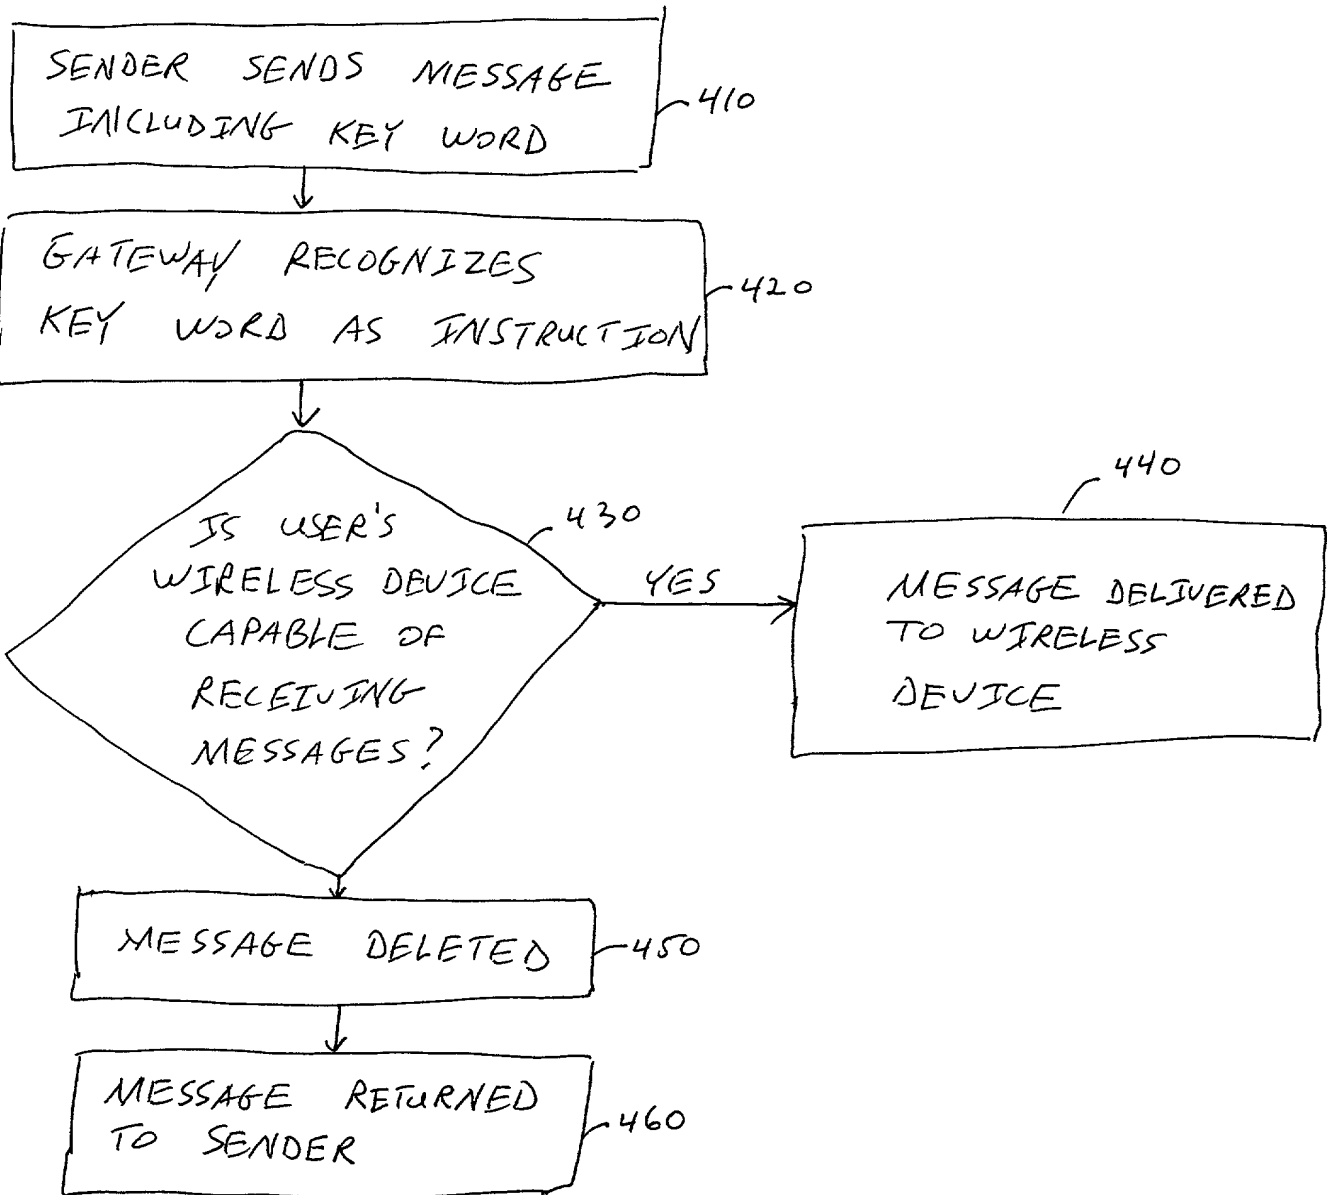 SENDER SENDS MESSAGE
INCLUDING KEY WORD
410
GATEWAY RECOGNIZES
KEY WORD AS INSTRUCTION
420
IS USER'S
WIRELESS DEVICE
CAPABLE OF
RECEIVING
MESSAGES?
430
YES
440
MESSAGE DELIVERED
TO WIRELESS
DEVICE
MESSAGE DELETED
450
MESSAGE RETURNED
TO SENDER
460